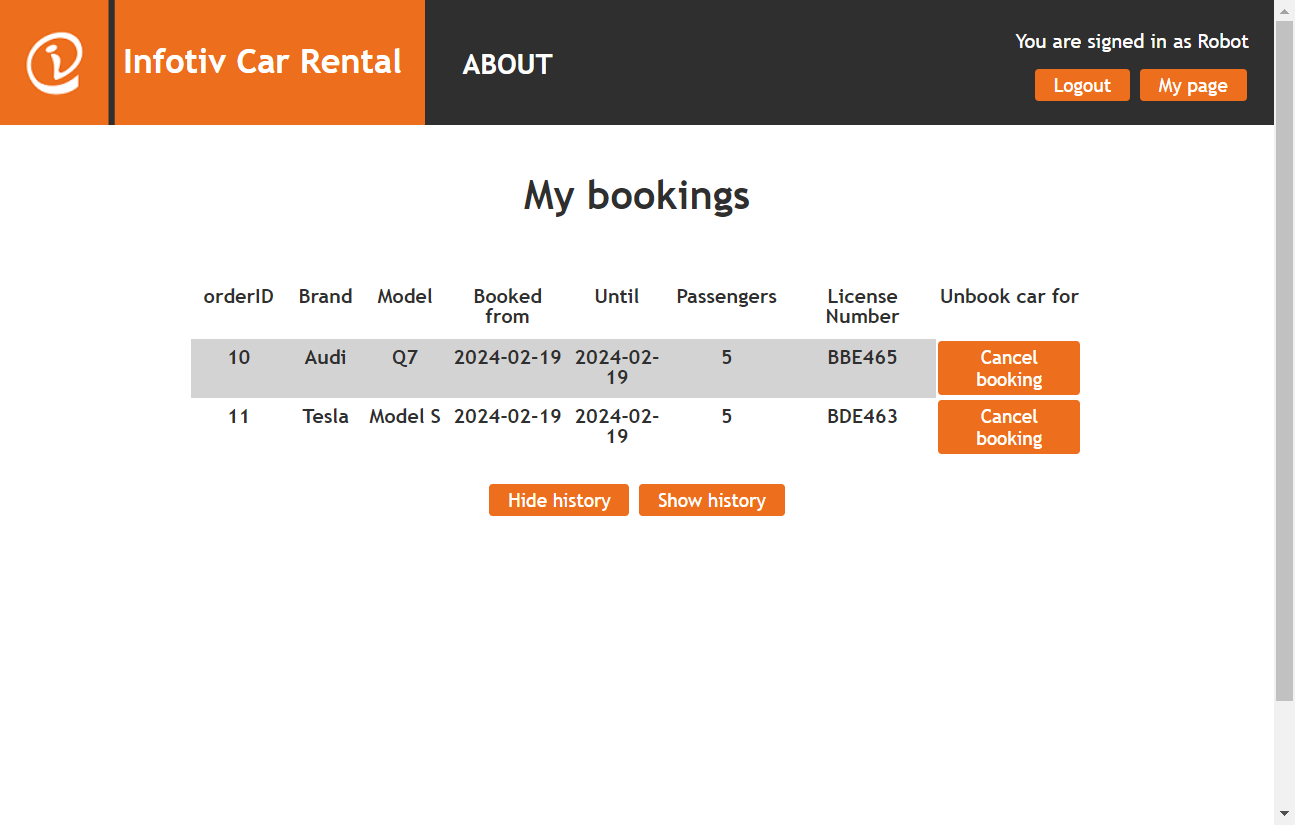 Infotiv Car Rental
ABOUT
You are signed in as Robot
Logout My page
My bookings
orderID Brand Model Booked from Until Passengers License Number Unbook car for
10 Audi Q7 2024-02-19 2024-02-19 5 BBE465 Cancel booking
11 Tesla Model S 2024-02-19 2024-02-19 5 BDE463 Cancel booking
Hide history Show history